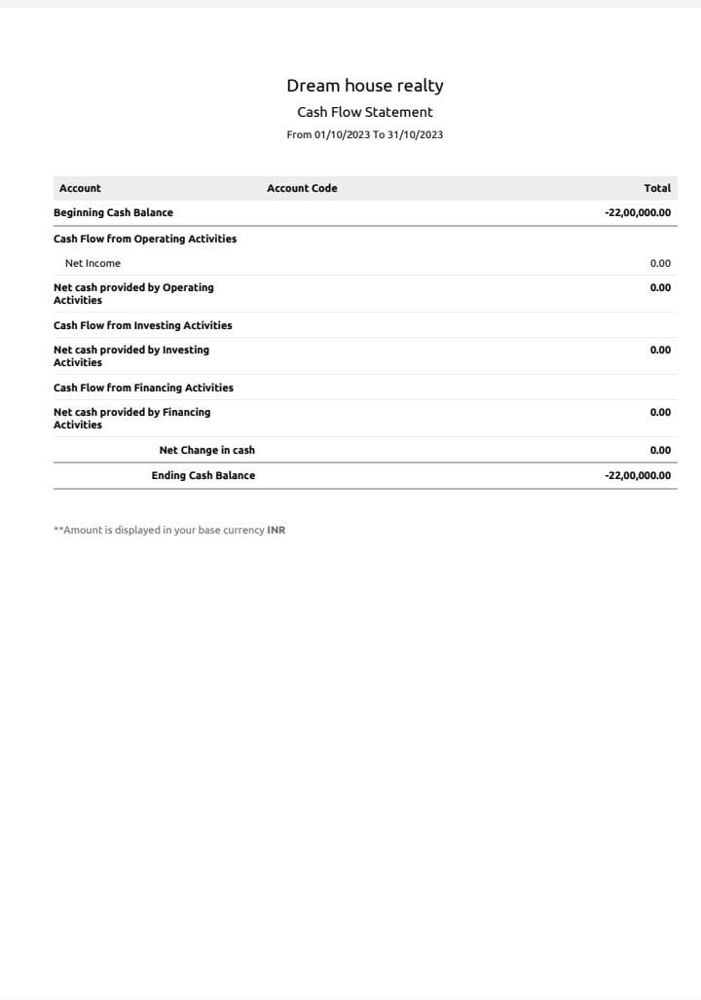 Dream house realty
Cash Flow Statement
From 01/10/2023 To 31/10/2023
Account Account Code Total
Beginning Cash Balance -22,00,000.00
Cash Flow from Operating Activities
Net Income 0.00
Net cash provided by Operating 0.00
Activities
Cash Flow from Investing Activities
Net cash provided by Investing 0.00
Activities
Cash Flow from Financing Activities
Net cash provided by Financing 0.00
Activities
Net Change in cash 0.00
Ending Cash Balance -22,00,000.00
**Amount is displayed in your base currency INR